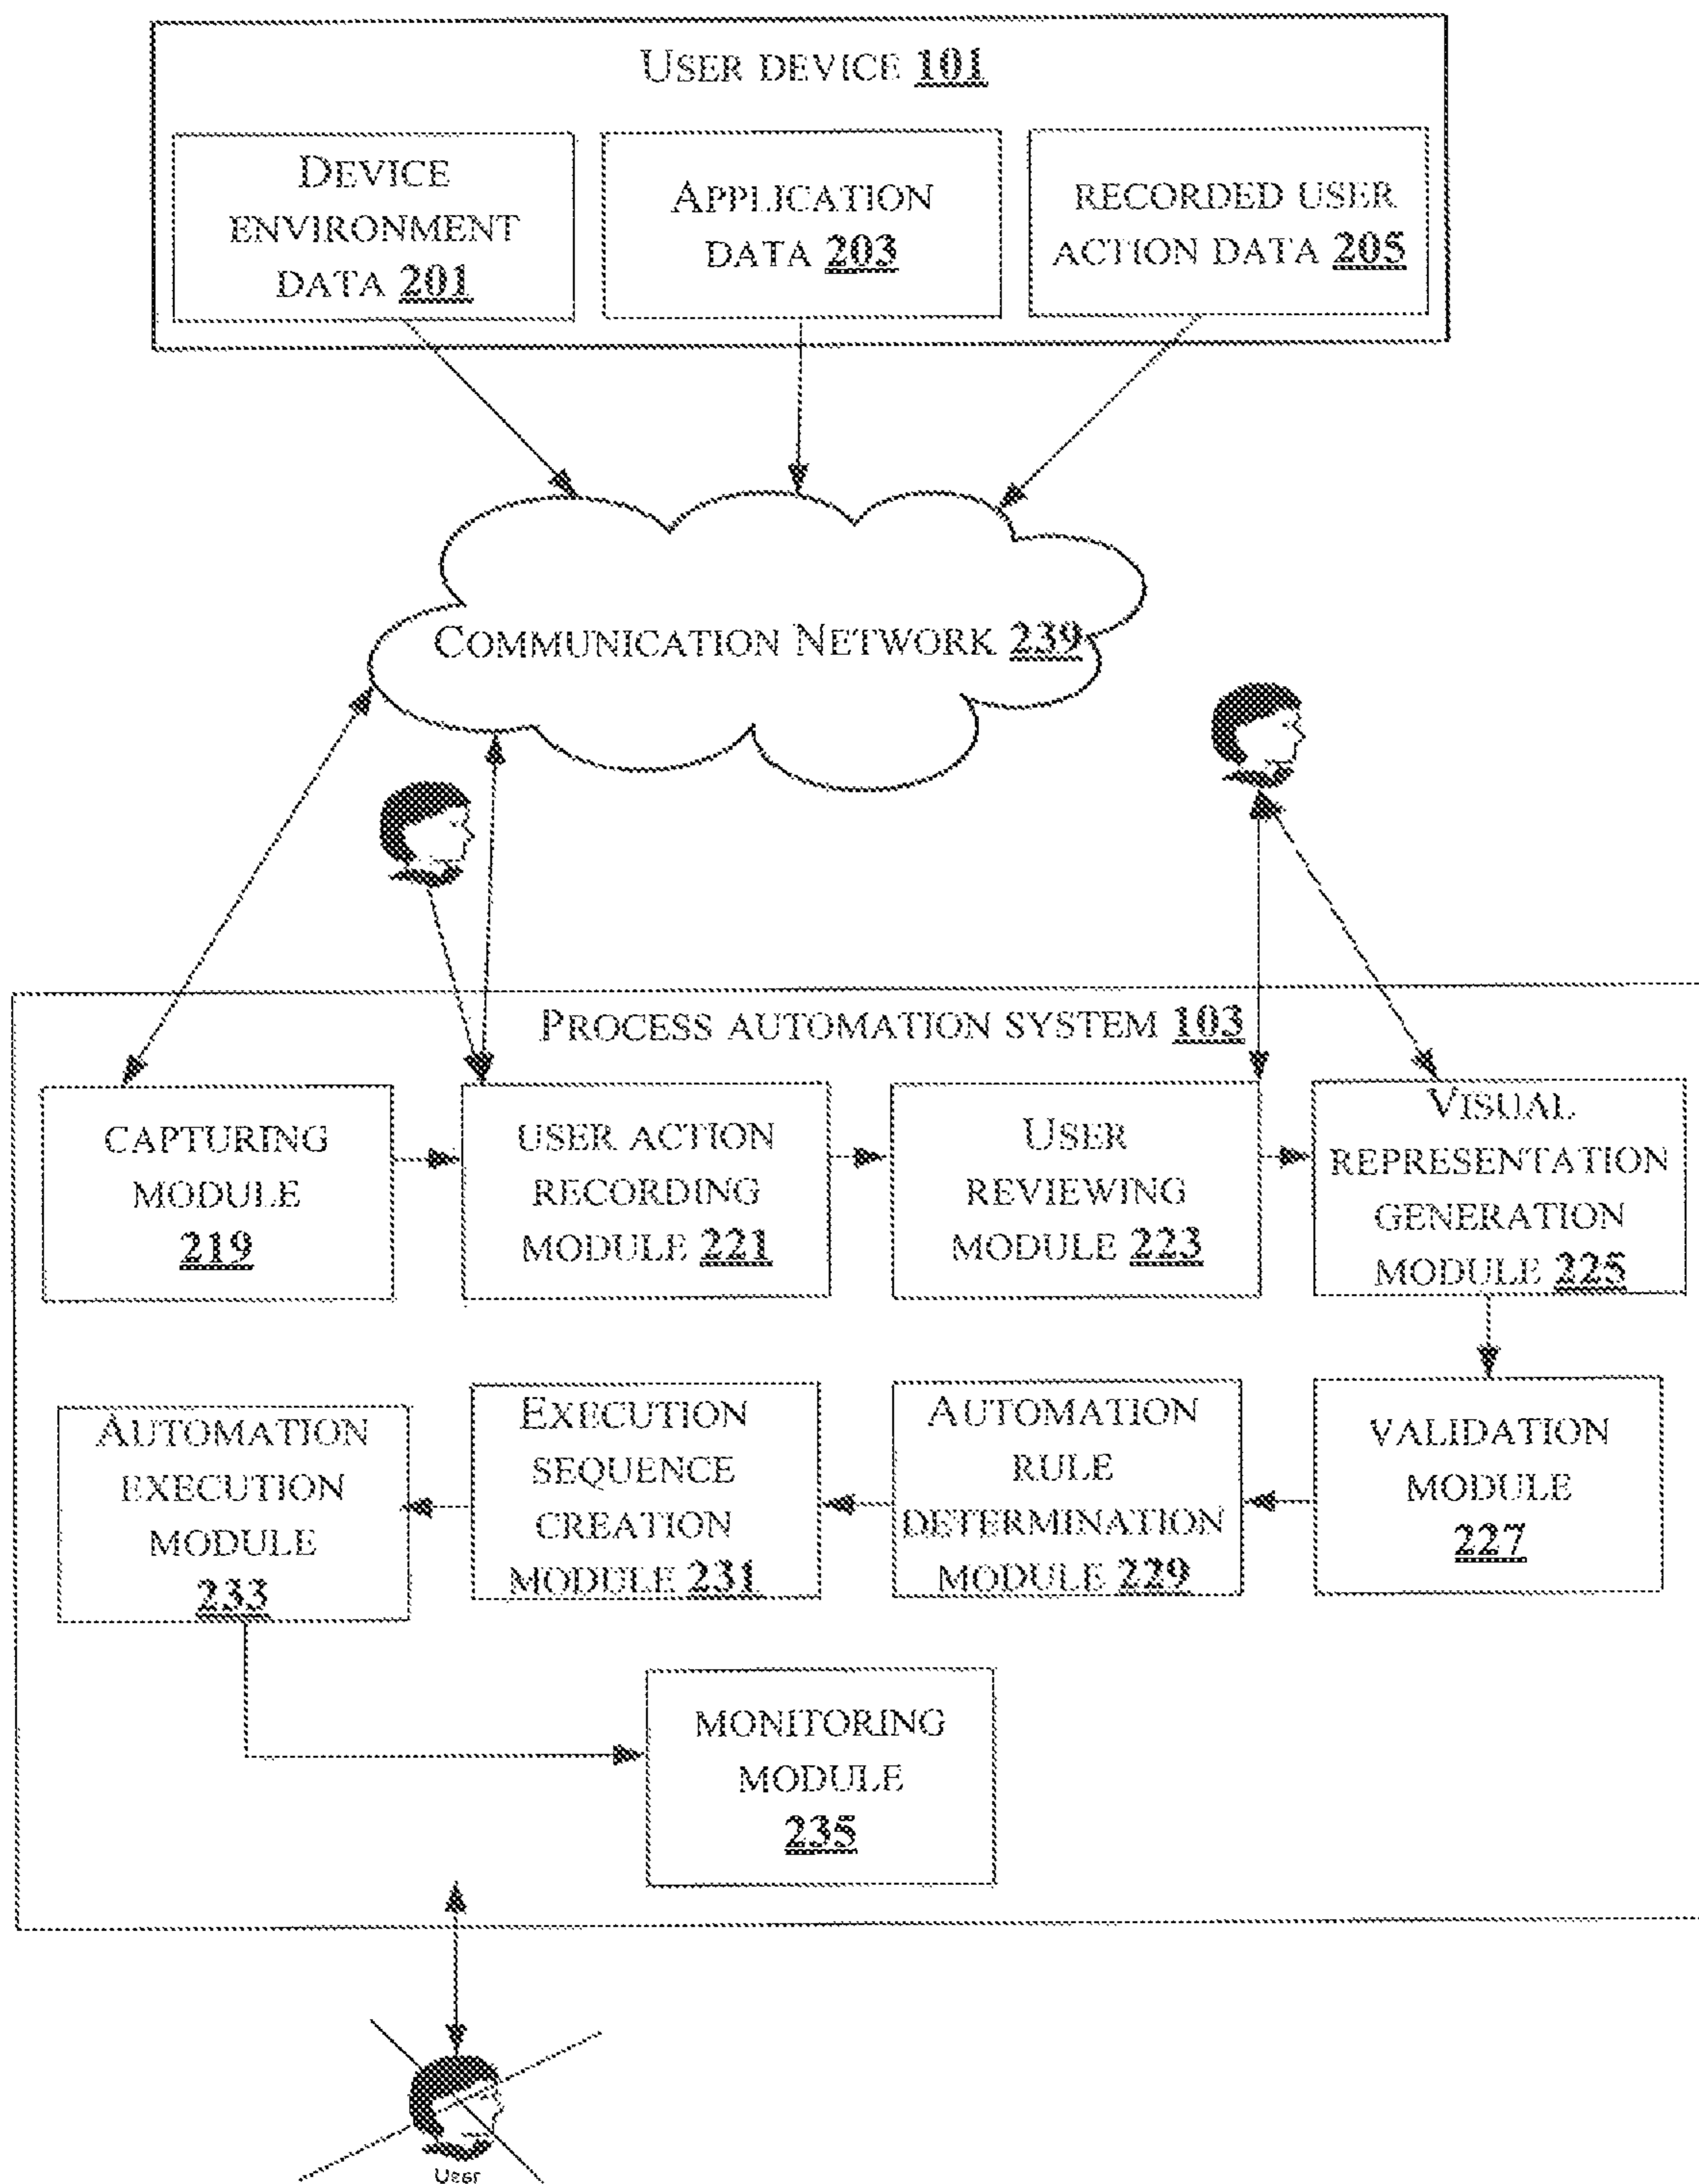 USER DEVICE 101
DEVICE
ENVIRONMENT
DATA 201
APPLICATION
DATA 203
RECORDED USER
ACTION DATA 205
COMMUNICATION NETWORK 239
PROCESS AUTOMATION SYSTEM 103
CAPTURING
MODULE
219
USER ACTION
RECORDING
MODULE 221
USER
REVIEWING
MODULE 223
VISUAL
REPRESENTATION
GENERATION
MODULE 225
AUTOMATION
EXECUTION
MODULE
233
EXECUTION
SEQUENCE
CREATION
MODULE 231
AUTOMATION
RULE
DETERMINATION
MODULE 229
VALIDATION
MODULE
227
MONITORING
MODULE
235
User